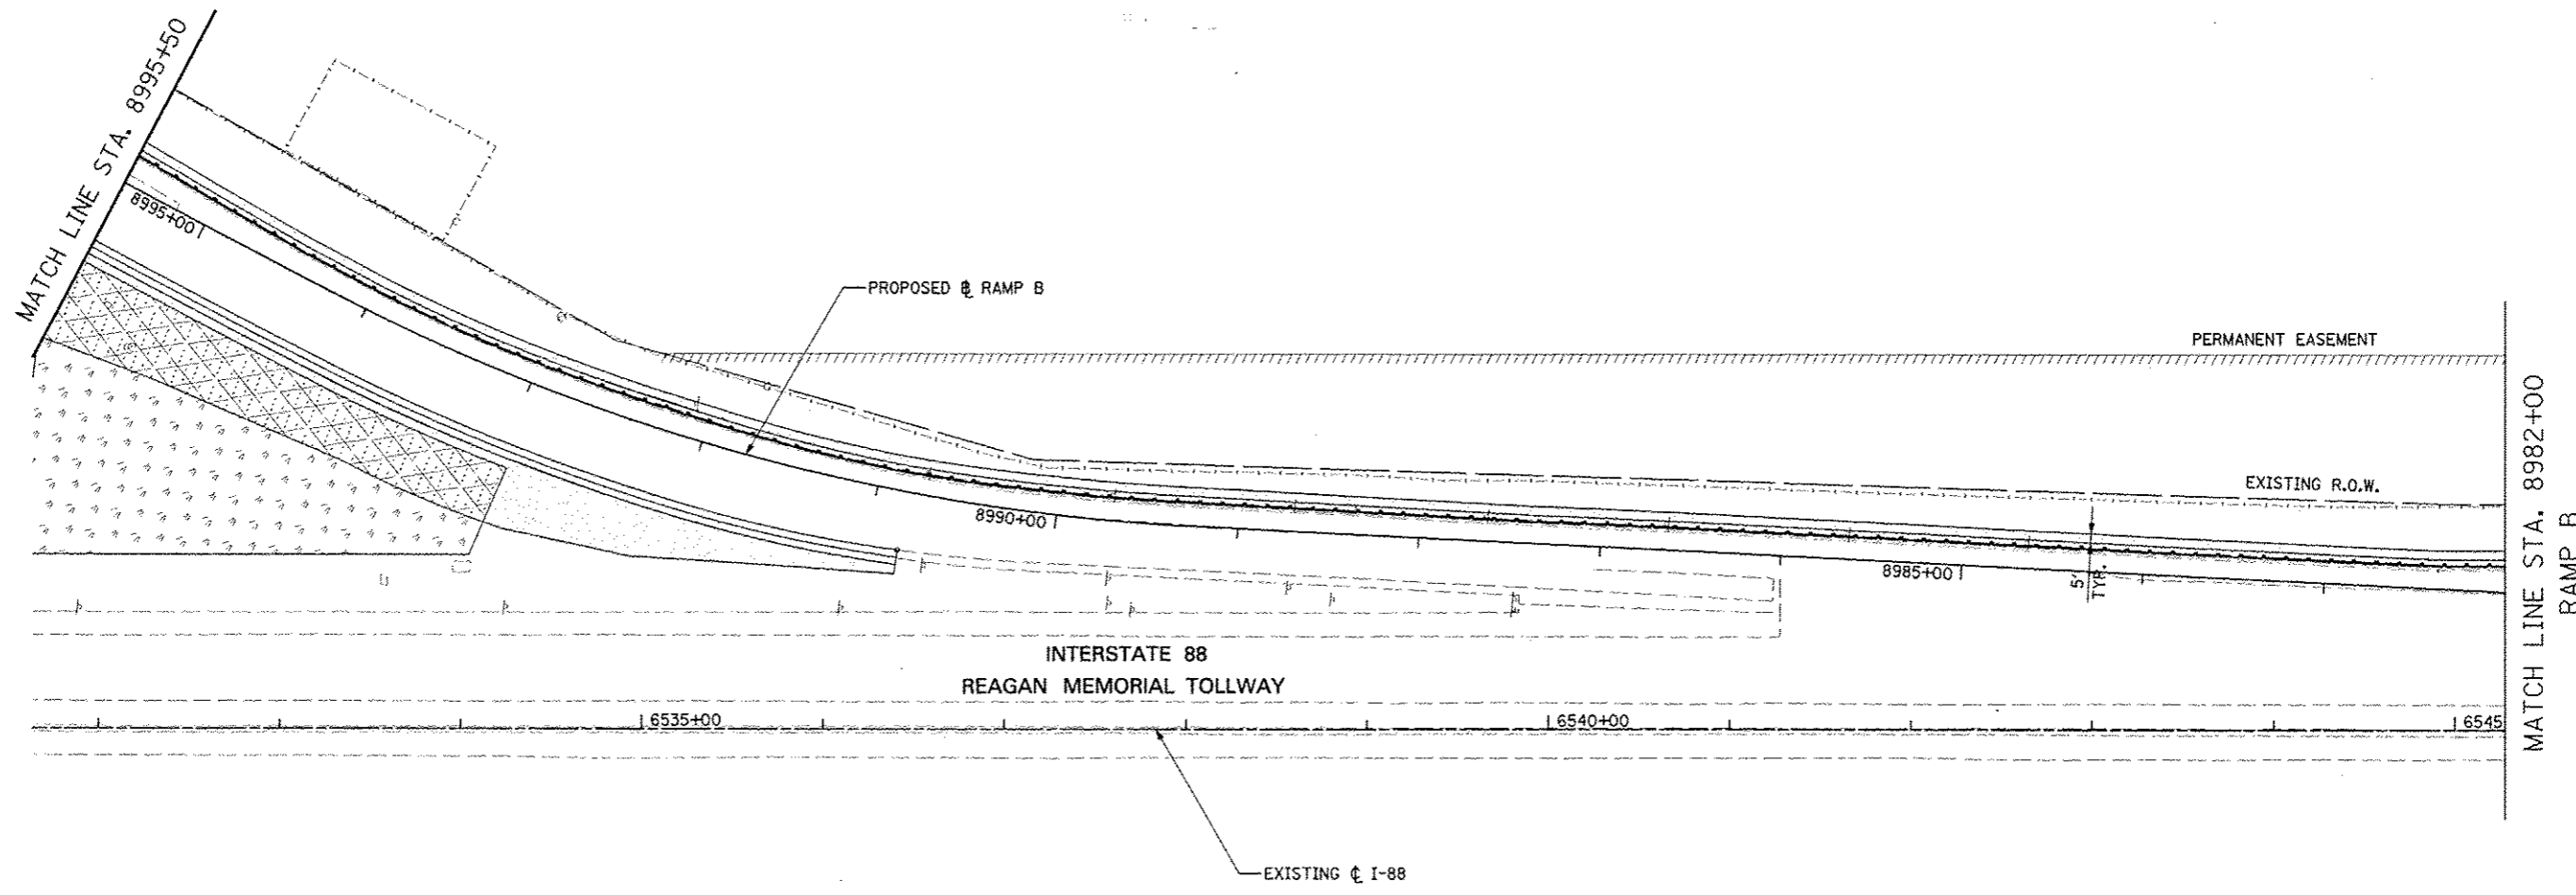 MATCH LINE STA. 8995+50
8995+00
PROPOSED ⅊ RAMP B
PERMANENT EASEMENT
EXISTING R.O.W.
8990+00
8985+00
5'
TYP.
MATCH LINE STA. 8982+00
RAMP B
INTERSTATE 88
REAGAN MEMORIAL TOLLWAY
6535+00
6540+00
6545
EXISTING ℄ I-88